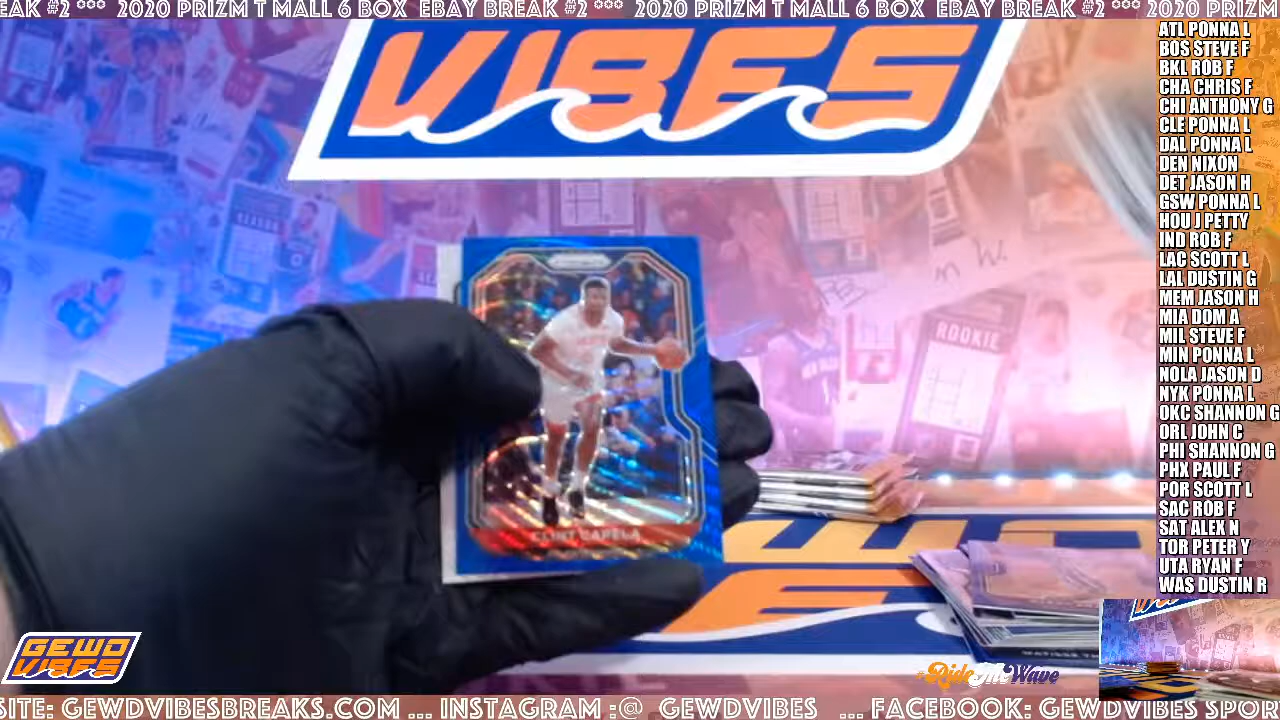 EAK #2 *** 2020 PRIZM T MALL 6 BOX EBAY BREAK #2 *** 2020 PRIZM T MALL 6 BOX EBAY BREAK #2 *** 2020 PRIZM
VIBES
ATL PONNA L
BOS STEVE F
BKL ROB F
CHA CHRIS F
CHI ANTHONY G
CLE PONNA L
DAL PONNA L
DEN NIXON
DET JASON H
GSW PONNA L
HOU J PETTY
IND ROB F
LAC SCOTT L
LAL DUSTIN G
MEM JASON H
MIA DOM A
MIL STEVE F
MIN PONNA L
NOLA JASON D
NYK PONNA L
OKC SHANNON G
ORL JOHN C
PHI SHANNON G
PHX PAUL F
POR SCOTT L
SAC ROB F
SAT ALEX N
TOR PETER Y
UTA RYAN F
WAS DUSTIN R
ROOKIE
PRIZM
CLINT CAPELA
GEWD
VIBES
#RideTheWave
SITE: GEWDVIBESBREAKS.COM ... INSTAGRAM :@ GEWDVIBES ... FACEBOOK: GEWDVIBES SPOR